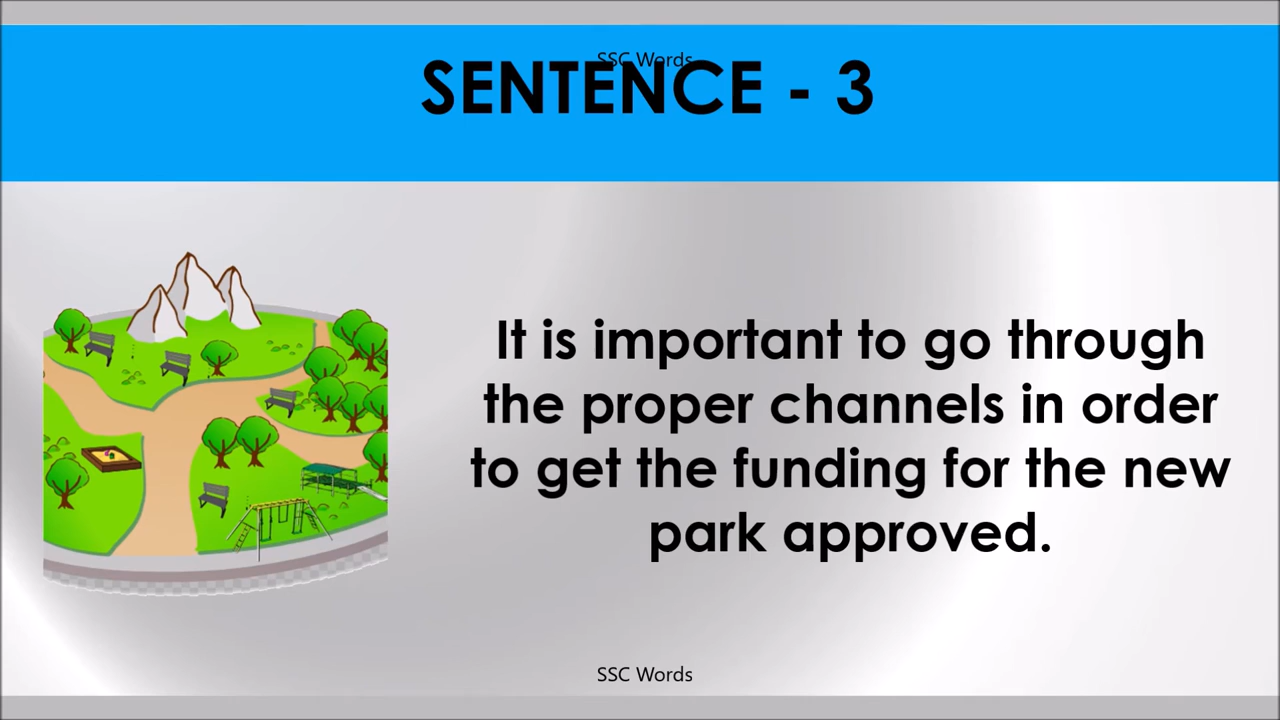 SSC Words
SENTENCE - 3
It is important to go through
the proper channels in order
to get the funding for the new
park approved.
SSC Words